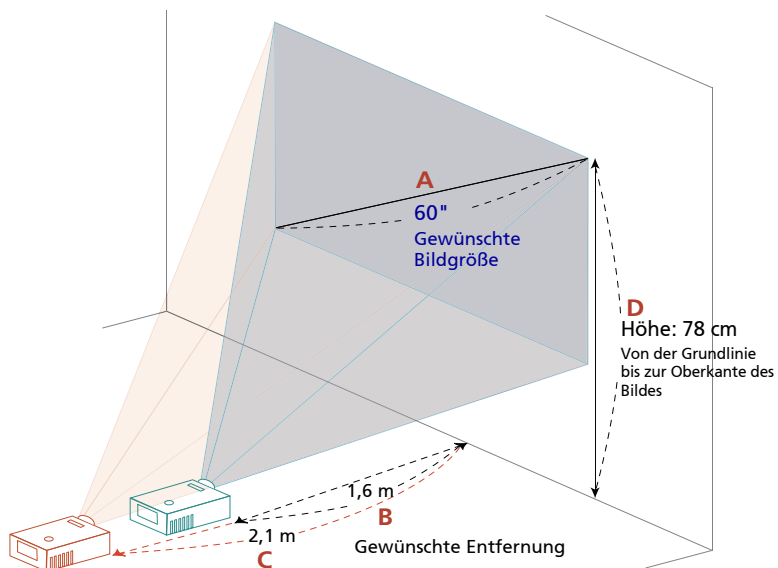 A
60"
Gewünschte
Bildgröße
D
Höhe: 78 cm
Von der Grundlinie
bis zur Oberkante des
Bildes
1,6 m
B
2,1 m
C
Gewünschte Entfernung